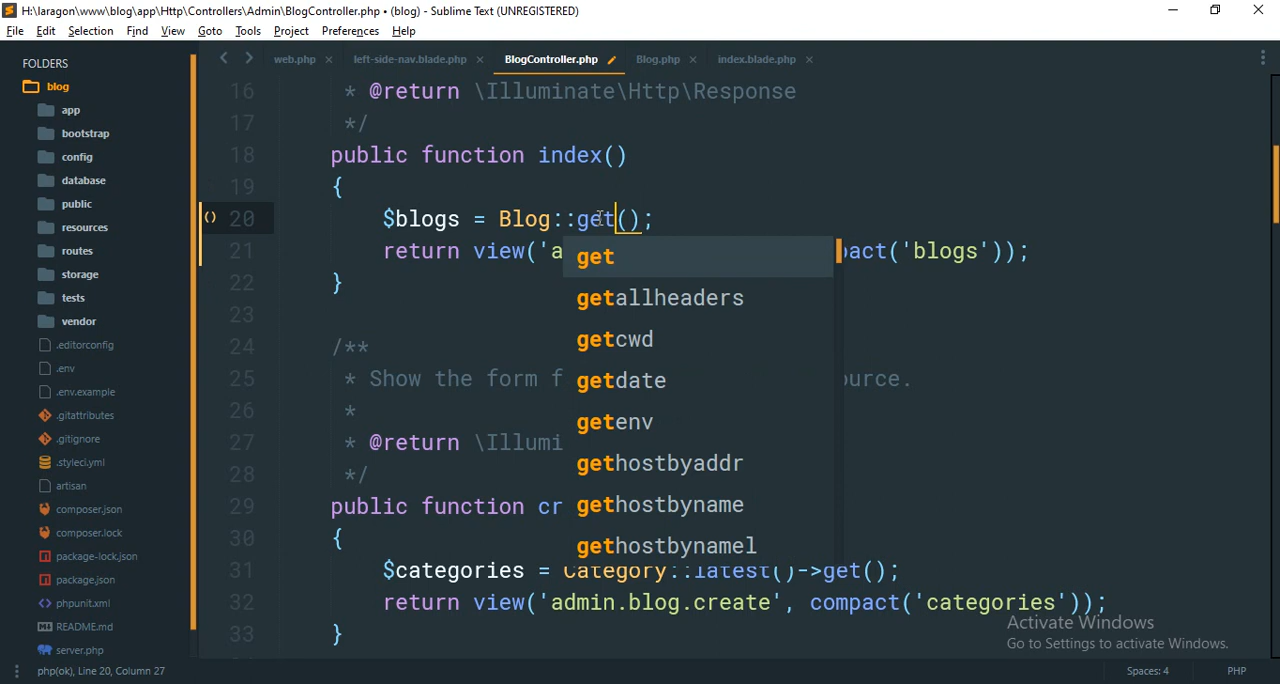 H:\laragon\www\blog\app\Http\Controllers\Admin\BlogController.php • (blog) - Sublime Text (UNREGISTERED)
File Edit Selection Find View Goto Tools Project Preferences Help
FOLDERS
blog
app
bootstrap
config
database
public
resources
routes
storage
tests
vendor
.editorconfig
.env
.env.example
.gitattributes
.gitignore
.styleci.yml
artisan
composer.json
composer.lock
package-lock.json
package.json
phpunit.xml
README.md
server.php
web.php left-side-nav.blade.php BlogController.php Blog.php index.blade.php
16 * @return \Illuminate\Http\Response
17 */
18 public function index()
19 {
20 $blogs = Blog::get();
21 return view('a pact('blogs'));
22 }
23
24 /**
25 * Show the form f ource.
26 *
27 * @return \Illumi
28 */
29 public function cr
30 {
31 $categories = Category::latest()->get();
32 return view('admin.blog.create', compact('categories'));
33 }
get
getallheaders
getcwd
getdate
getenv
gethostbyaddr
gethostbyname
gethostbynamel
Activate Windows
Go to Settings to activate Windows.
php(ok), Line 20, Column 27 Spaces: 4 PHP